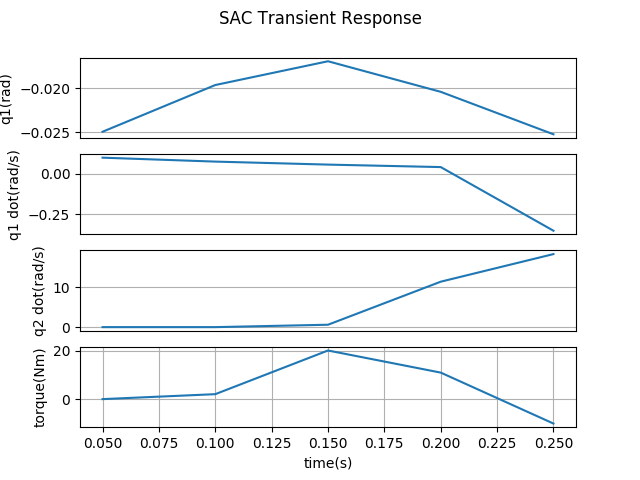 SAC Transient Response
q1(rad)
−0.020
−0.025
q1 dot(rad/s)
0.00
−0.25
q2 dot(rad/s)
10
0
torque(Nm)
20
0
0.050 0.075 0.100 0.125 0.150 0.175 0.200 0.225 0.250
time(s)